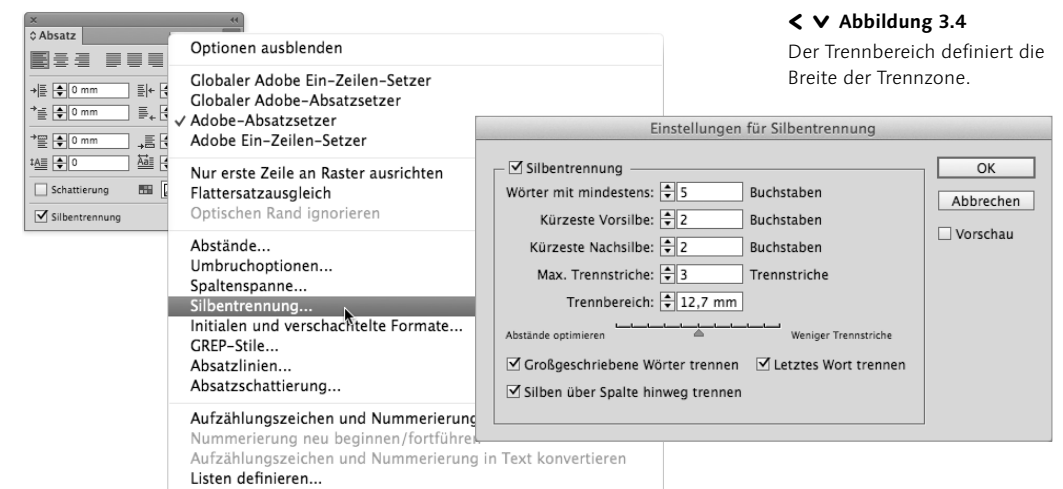 Absatz
0 mm
0 mm
0 mm
0
Schattierung
Silbentrennung
Optionen ausblenden
Globaler Adobe Ein-Zeilen-Setzer
Globaler Adobe-Absatzsetzer
✓ Adobe-Absatzsetzer
Adobe Ein-Zeilen-Setzer
Nur erste Zeile an Raster ausrichten
Flattersatzausgleich
Optischen Rand ignorieren
Abstände...
Umbruchoptionen...
Spaltenspanne...
Silbentrennung...
Initialen und verschachtelte Formate...
GREP-Stile...
Absatzlinien...
Absatzschattierung...
Aufzählungszeichen und Nummerierung
Nummerierung neu beginnen/fortführen
Aufzählungszeichen und Nummerierung in Text konvertieren
Listen definieren...
Abbildung 3.4
Der Trennbereich definiert die
Breite der Trennzone.
Einstellungen für Silbentrennung
Silbentrennung
Wörter mit mindestens: 5 Buchstaben
Kürzeste Vorsilbe: 2 Buchstaben
Kürzeste Nachsilbe: 2 Buchstaben
Max. Trennstriche: 3 Trennstriche
Trennbereich: 12,7 mm
Abstände optimieren Weniger Trennstriche
Großgeschriebene Wörter trennen Letztes Wort trennen
Silben über Spalte hinweg trennen
OK
Abbrechen
Vorschau